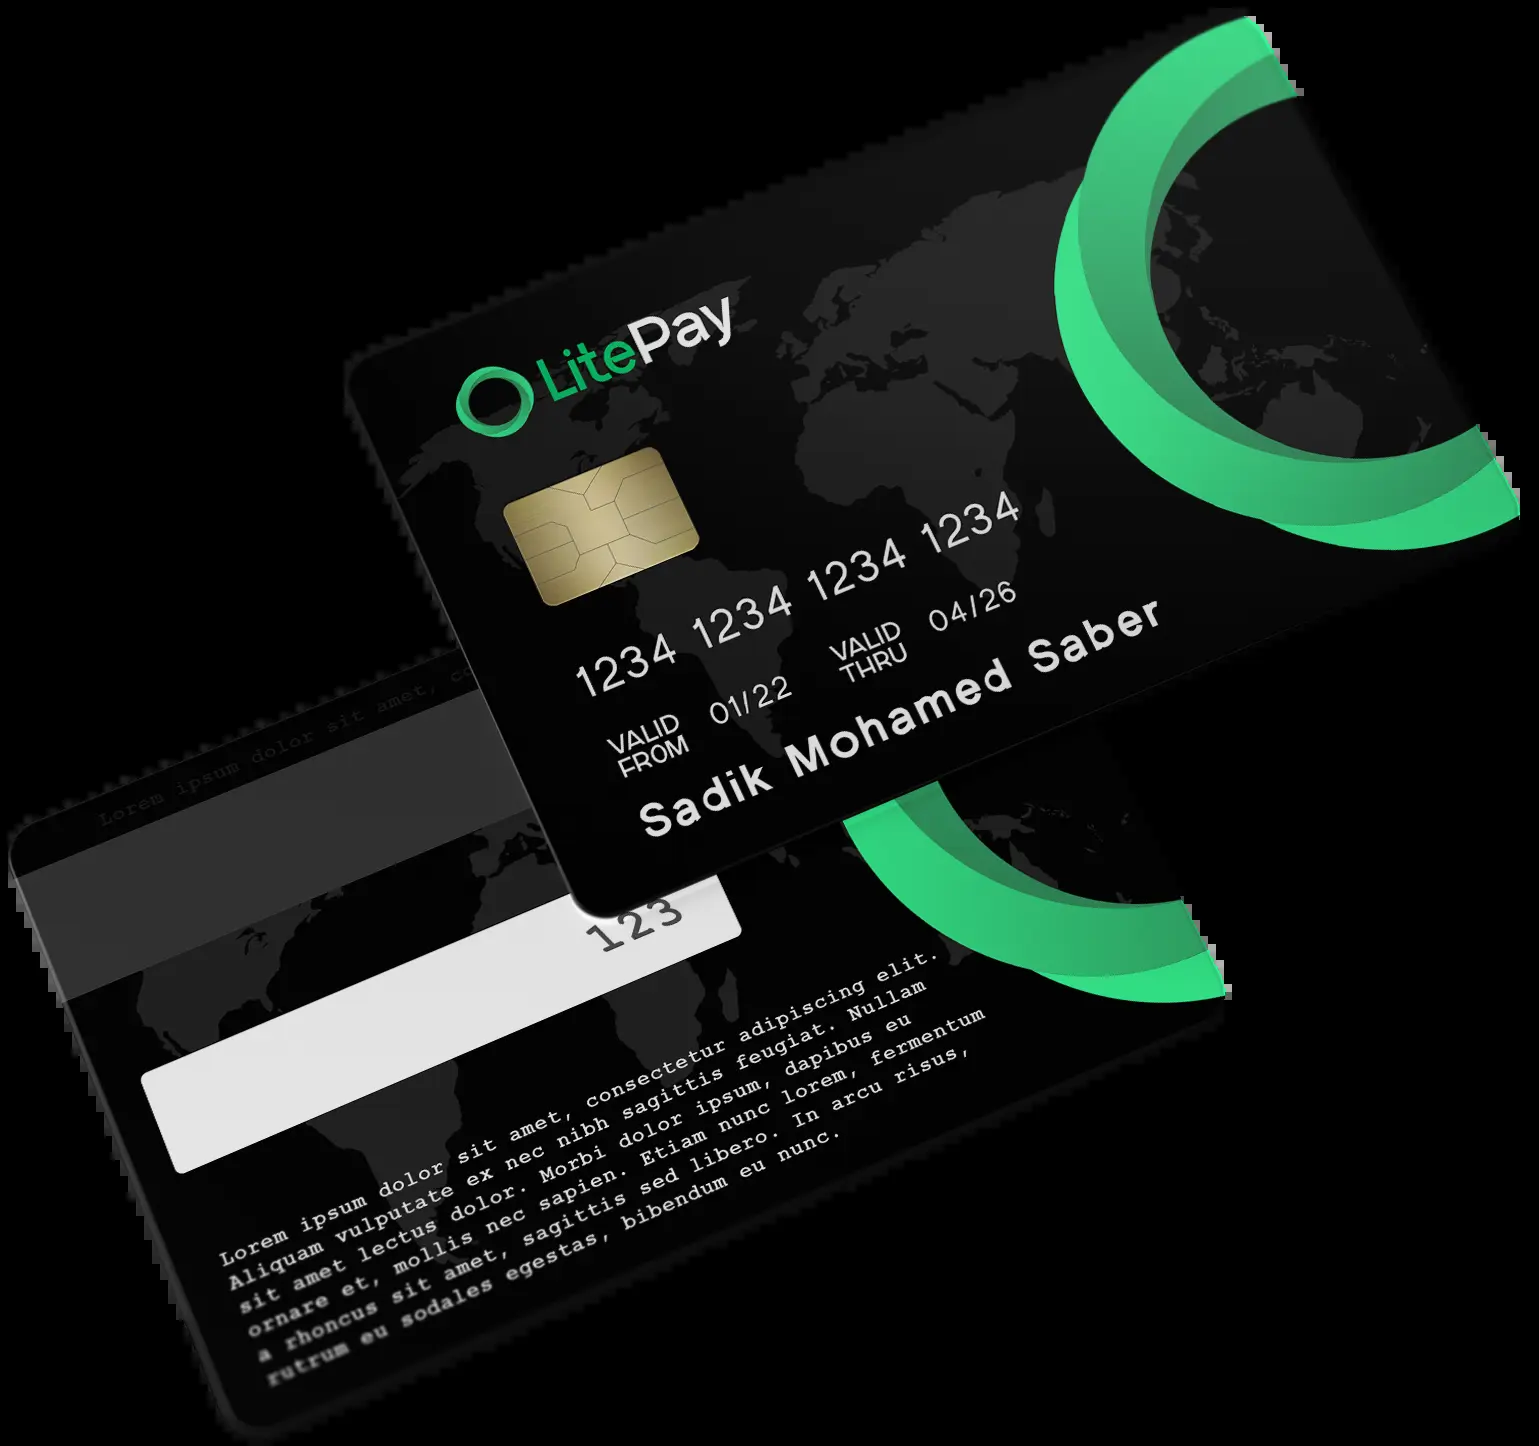 LitePay
1234 1234 1234 1234
VALID FROM 01/22 VALID THRU 04/26
Sadik Mohamed Saber
Lorem ipsum dolor sit amet, co
123
Lorem ipsum dolor sit amet, consectetur adipiscing elit.
Aliquam vulputate ex nec nibh sagittis feugiat. Nullam
sit amet lectus dolor. Morbi dolor ipsum, dapibus eu
ornare et, mollis nec sapien. Etiam nunc lorem, fermentum
a rhoncus sit amet, sagittis sed libero. In arcu risus,
rutrum eu sodales egestas, bibendum eu nunc.